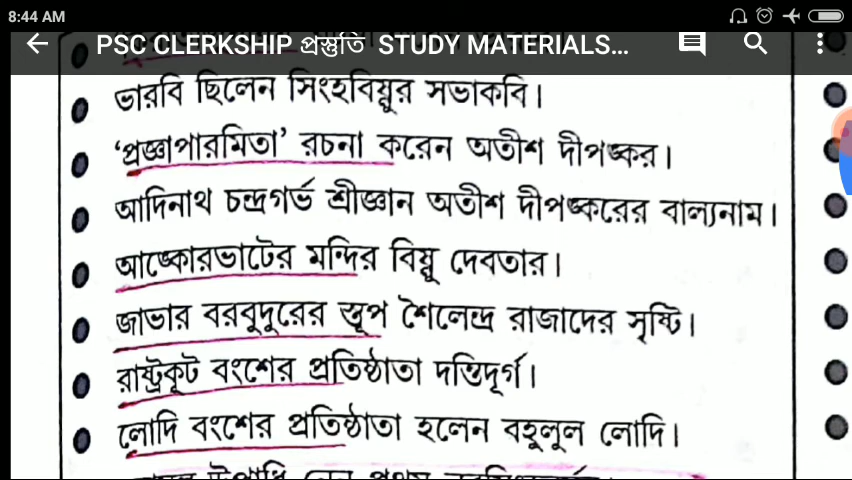 8:44 AM
PSC CLERKSHIP প্রস্তুতি STUDY MATERIALS...
ভারবি ছিলেন সিংহবিষ্ণুর সভাকবি।
‘প্রজ্ঞাপারমিতা’ রচনা করেন অতীশ দীপঙ্কর।
আদিনাথ চন্দ্রগর্ভ শ্রীজ্ঞান অতীশ দীপঙ্করের বাল্যনাম।
আঙ্কোরভাটের মন্দির বিষ্ণু দেবতার।
জাভার বরবুদুরের স্তূপ শৈলেন্দ্র রাজাদের সৃষ্টি।
রাষ্ট্রকূট বংশের প্রতিষ্ঠাতা দন্তিদুর্গ।
লোদি বংশের প্রতিষ্ঠাতা হলেন বহুলুল লোদি।